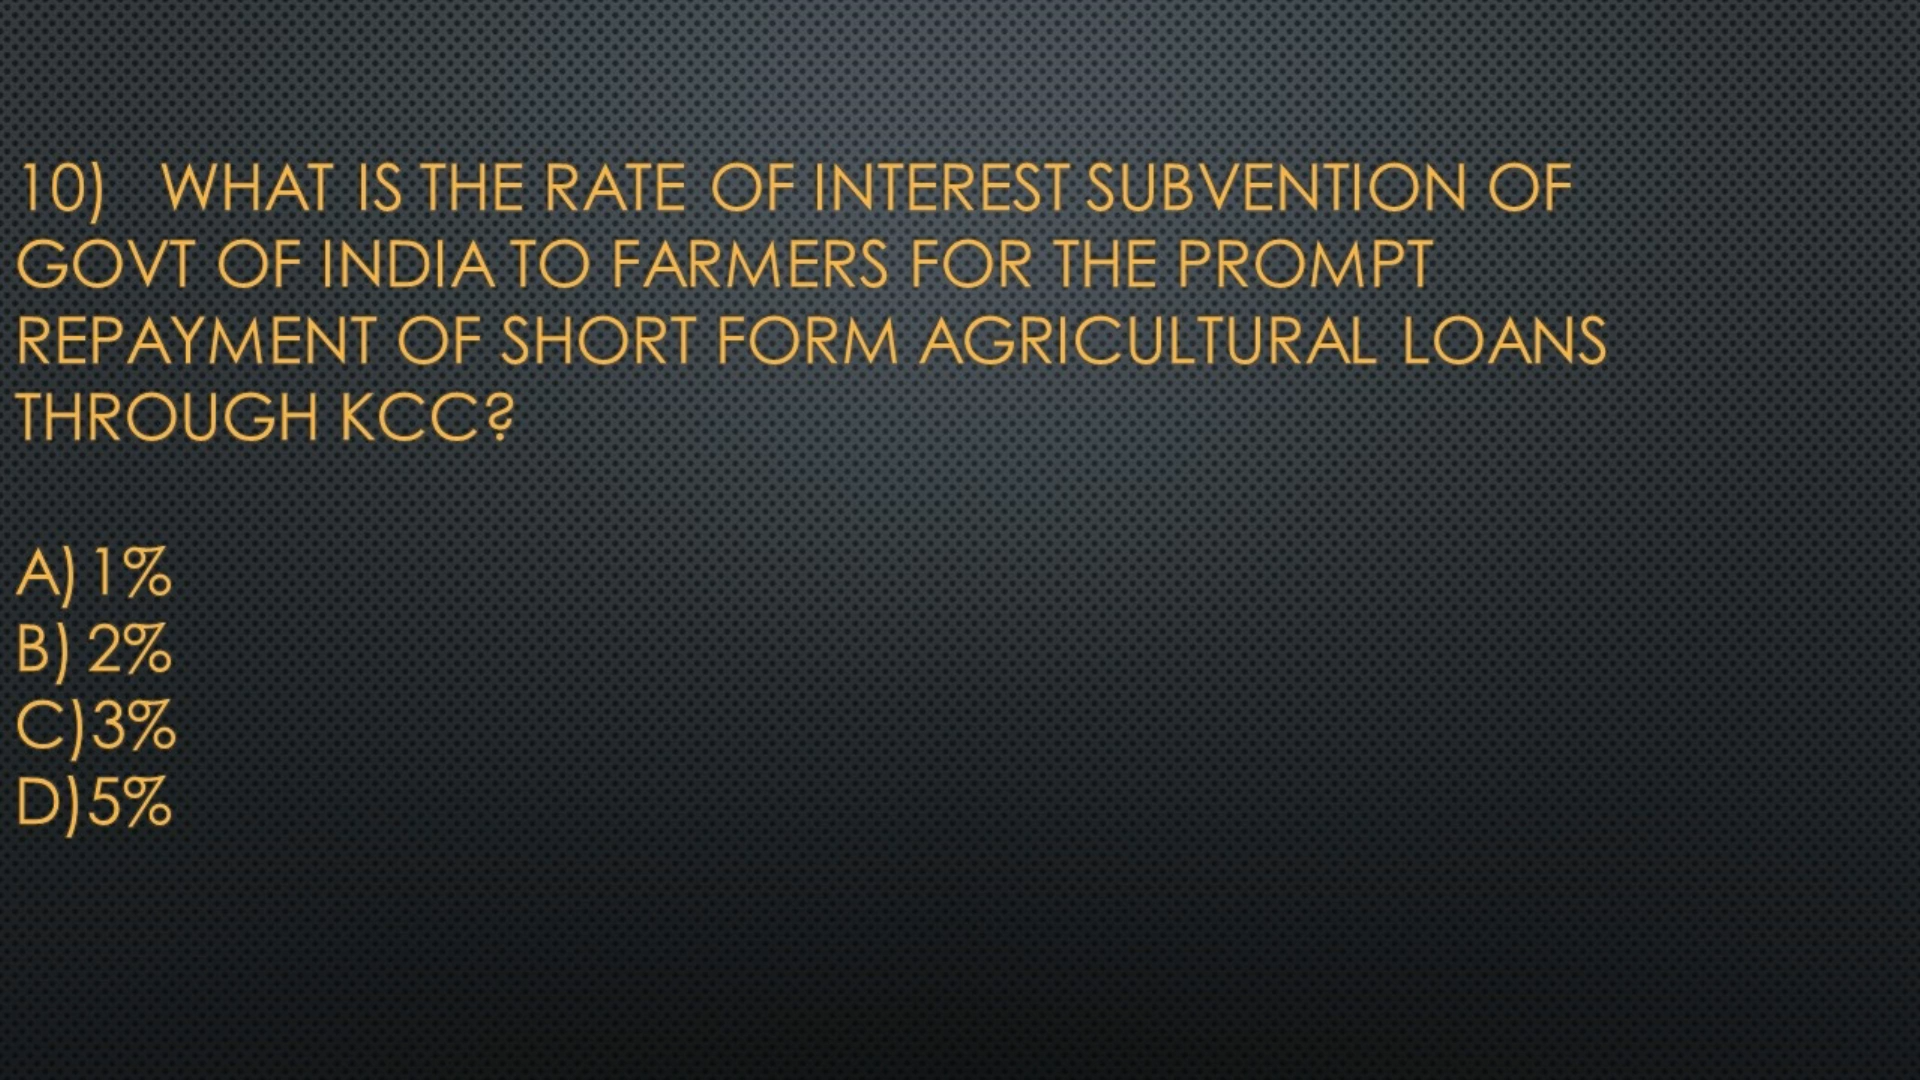 10) WHAT IS THE RATE OF INTEREST SUBVENTION OF
GOVT OF INDIA TO FARMERS FOR THE PROMPT
REPAYMENT OF SHORT FORM AGRICULTURAL LOANS
THROUGH KCC?
A) 1%
B) 2%
C)3%
D)5%